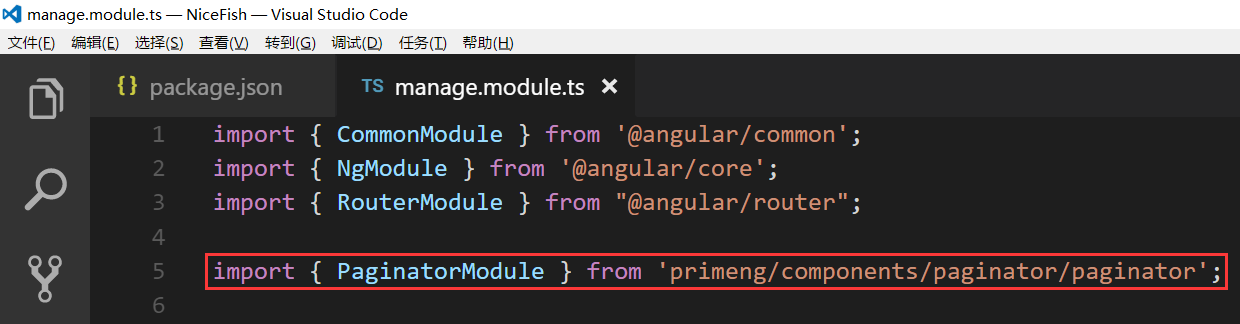 manage.module.ts — NiceFish — Visual Studio Code
文件(F) 编辑(E) 选择(S) 查看(V) 转到(G) 调试(D) 任务(T) 帮助(H)
{} package.json TS manage.module.ts ×
1 import { CommonModule } from '@angular/common';
2 import { NgModule } from '@angular/core';
3 import { RouterModule } from "@angular/router";
4
5 import { PaginatorModule } from 'primeng/components/paginator/paginator';
6